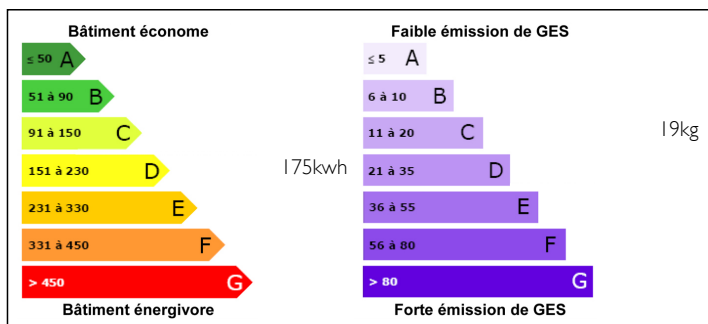 Bâtiment économe
≤ 50 A
51 à 90 B
91 à 150 C
151 à 230 D
231 à 330 E
331 à 450 F
> 450 G
Bâtiment énergivore
175kwh
Faible émission de GES
≤ 5 A
6 à 10 B
11 à 20 C
21 à 35 D
36 à 55 E
56 à 80 F
> 80 G
Forte émission de GES
19kg